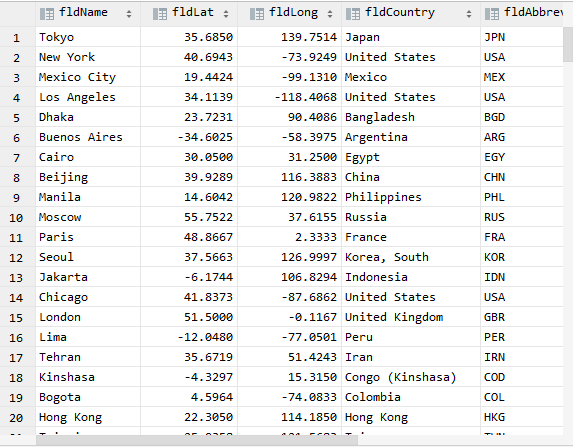 fldName fldLat fldLong fldCountry fldAbbrev
1 Tokyo 35.6850 139.7514 Japan JPN
2 New York 40.6943 -73.9249 United States USA
3 Mexico City 19.4424 -99.1310 Mexico MEX
4 Los Angeles 34.1139 -118.4068 United States USA
5 Dhaka 23.7231 90.4086 Bangladesh BGD
6 Buenos Aires -34.6025 -58.3975 Argentina ARG
7 Cairo 30.0500 31.2500 Egypt EGY
8 Beijing 39.9289 116.3883 China CHN
9 Manila 14.6042 120.9822 Philippines PHL
10 Moscow 55.7522 37.6155 Russia RUS
11 Paris 48.8667 2.3333 France FRA
12 Seoul 37.5663 126.9997 Korea, South KOR
13 Jakarta -6.1744 106.8294 Indonesia IDN
14 Chicago 41.8373 -87.6862 United States USA
15 London 51.5000 -0.1167 United Kingdom GBR
16 Lima -12.0480 -77.0501 Peru PER
17 Tehran 35.6719 51.4243 Iran IRN
18 Kinshasa -4.3297 15.3150 Congo (Kinshasa) COD
19 Bogota 4.5964 -74.0833 Colombia COL
20 Hong Kong 22.3050 114.1850 Hong Kong HKG